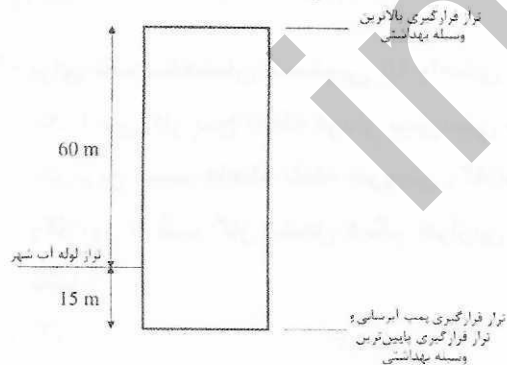 تراز قرارگیری بالاترین
وسیله بهداشتی
60 m
تراز لوله آب شهر
15 m
تراز قرارگیری پمپ آبرسانی و
تراز قرارگیری پایین‌ترین
وسیله بهداشتی